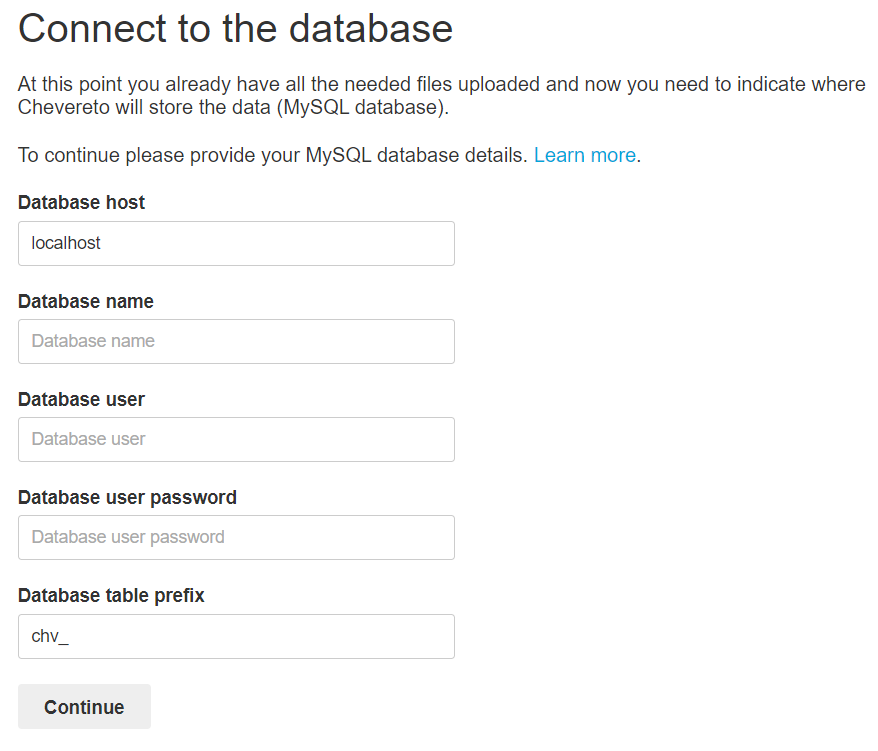 Connect to the database
At this point you already have all the needed files uploaded and now you need to indicate where
Chevereto will store the data (MySQL database).
To continue please provide your MySQL database details. Learn more.
Database host
localhost
Database name
Database name
Database user
Database user
Database user password
Database user password
Database table prefix
chv_
Continue